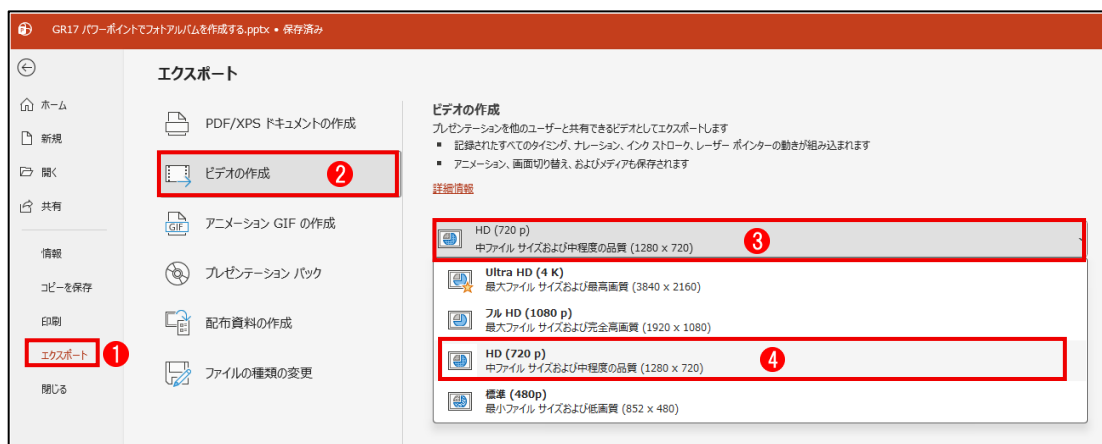 GR17 パワーポイントでフォトアルバムを作成する.pptx • 保存済み
エクスポート
ホーム
新規
開く
共有
情報
コピーを保存
印刷
エクスポート 1
閉じる
PDF/XPS ドキュメントの作成
ビデオの作成 2
GIF アニメーション GIF の作成
プレゼンテーション パック
配布資料の作成
ファイルの種類の変更
ビデオの作成
プレゼンテーションを他のユーザーと共有できるビデオとしてエクスポートします
▪ 記録されたすべてのタイミング、ナレーション、インク ストローク、レーザー ポインターの動きが組み込まれます
▪ アニメーション、画面切り替え、およびメディアも保存されます
詳細情報
HD (720 p) 3
中ファイル サイズおよび中程度の品質 (1280 x 720)
Ultra HD (4 K)
最大ファイル サイズおよび最高画質 (3840 x 2160)
フル HD (1080 p)
最大ファイル サイズおよび完全高画質 (1920 x 1080)
HD (720 p) 4
中ファイル サイズおよび中程度の品質 (1280 x 720)
標準 (480p)
最小ファイル サイズおよび低画質 (852 x 480)